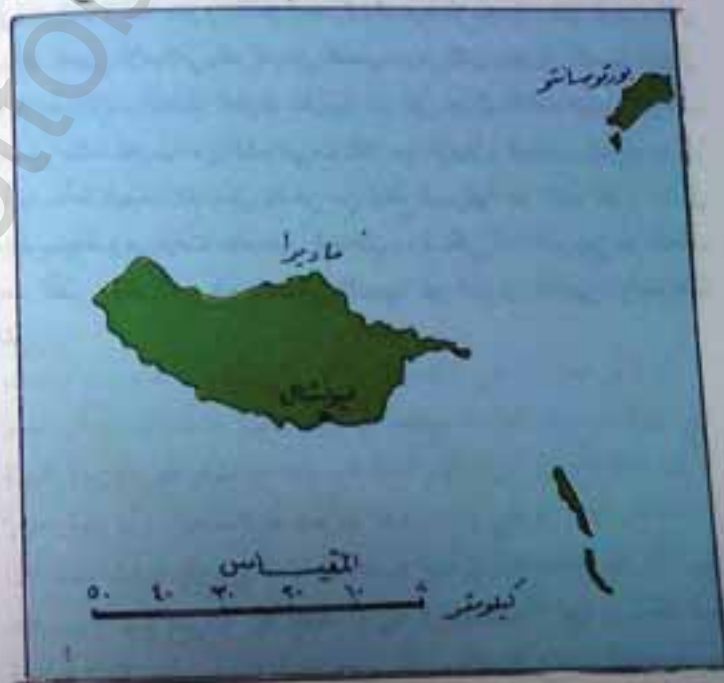 بورتوسانتو
ماديرا
فونشال
المقياس
٥٠ ٤٠ ٣٠ ٢٠ ١٠ ٠
كيلومتر